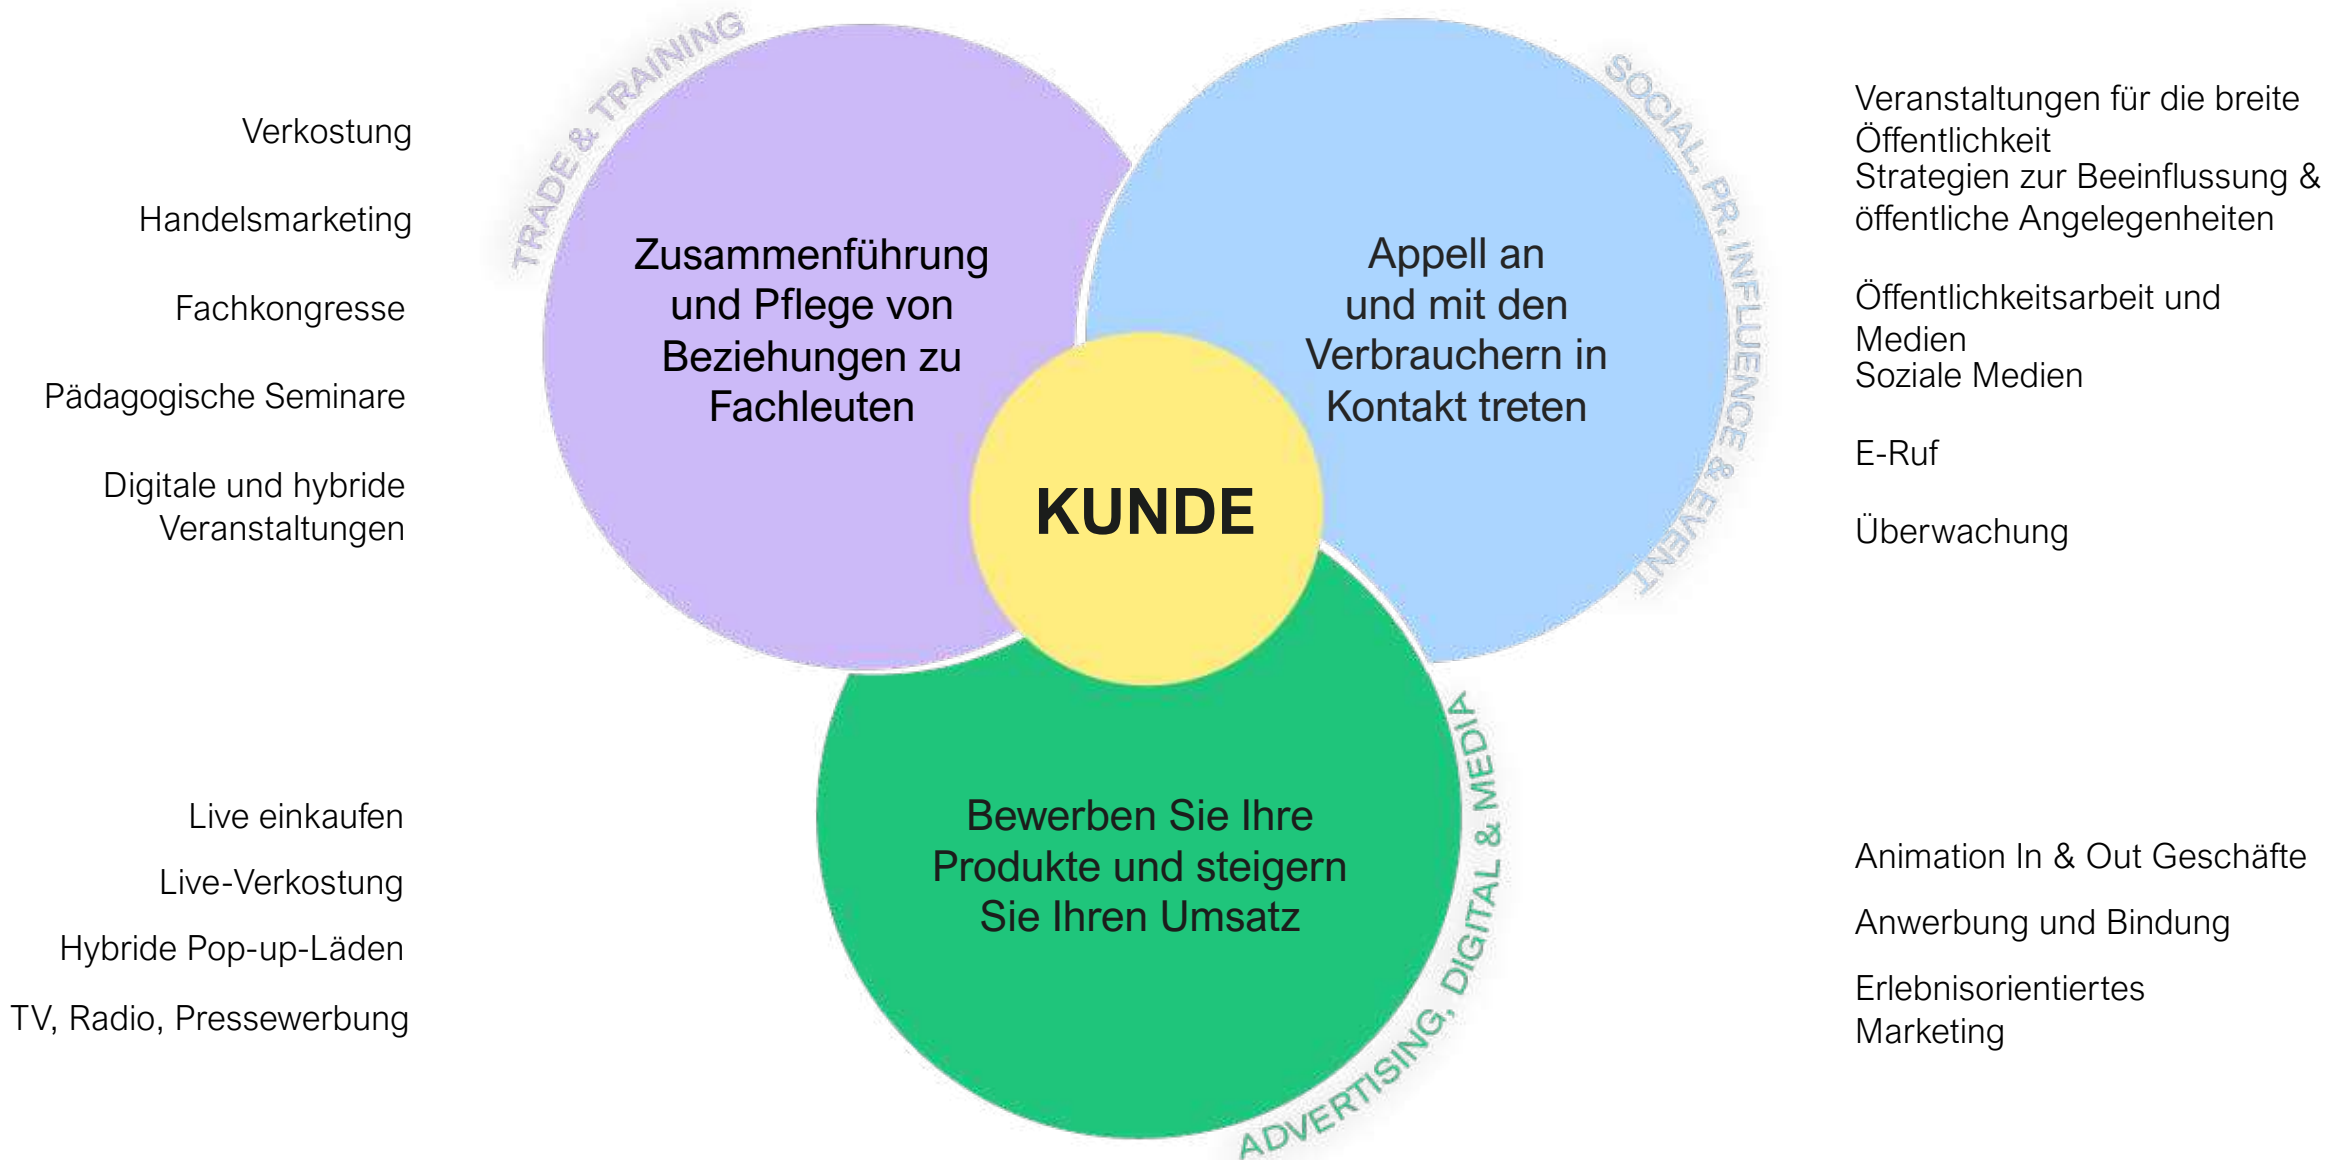 TRADE & TRAINING
Verkostung
Handelsmarketing
Fachkongresse
Pädagogische Seminare
Digitale und hybride
Veranstaltungen
Zusammenführung
und Pflege von
Beziehungen zu
Fachleuten
SOCIAL, PR, INFLUENCE & EVENT
Appell an
und mit den
Verbrauchern in
Kontakt treten
Veranstaltungen für die breite
Öffentlichkeit
Strategien zur Beeinflussung &
öffentliche Angelegenheiten
Öffentlichkeitsarbeit und
Medien
Soziale Medien
E-Ruf
Überwachung
KUNDE
Live einkaufen
Live-Verkostung
Hybride Pop-up-Läden
TV, Radio, Pressewerbung
Bewerben Sie Ihre
Produkte und steigern
Sie Ihren Umsatz
ADVERTISING, DIGITAL & MEDIA
Animation In & Out Geschäfte
Anwerbung und Bindung
Erlebnisorientiertes
Marketing